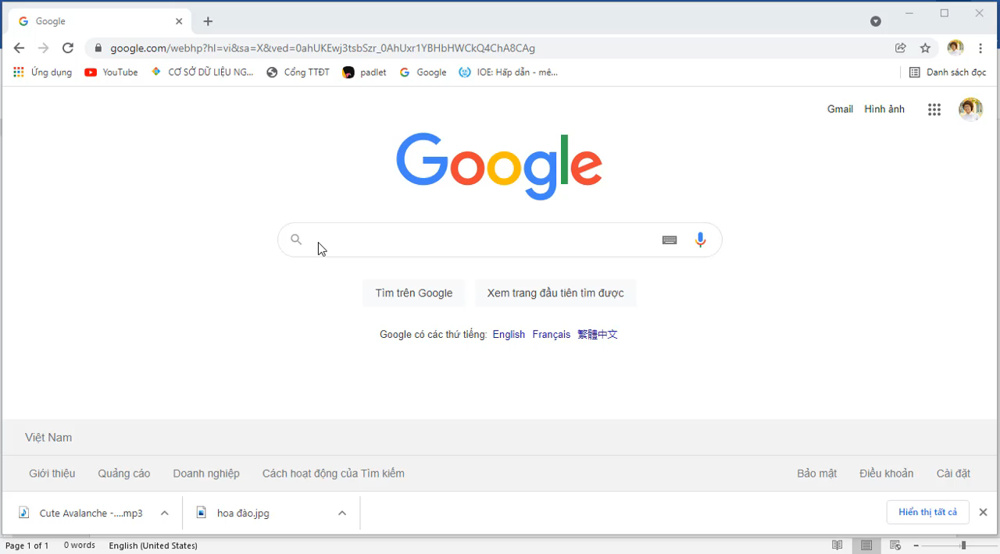 Google
google.com/webhp?hl=vi&sa=X&ved=0ahUKEwj3tsbSzr_0AhUxr1YBHbHWCkQ4ChA8CAg
Ứng dụng YouTube CƠ SỞ DỮ LIỆU NG... Cổng TTĐT padlet Google IOE: Hấp dẫn - mê... Danh sách đọc
Gmail Hình ảnh
Google
Tìm trên Google Xem trang đầu tiên tìm được
Google có các thứ tiếng: English Français 繁體中文
Việt Nam
Giới thiệu Quảng cáo Doanh nghiệp Cách hoạt động của Tìm kiếm Bảo mật Điều khoản Cài đặt
Cute Avalanche -....mp3 hoa đào.jpg Hiển thị tất cả
Page 1 of 1 0 words English (United States)